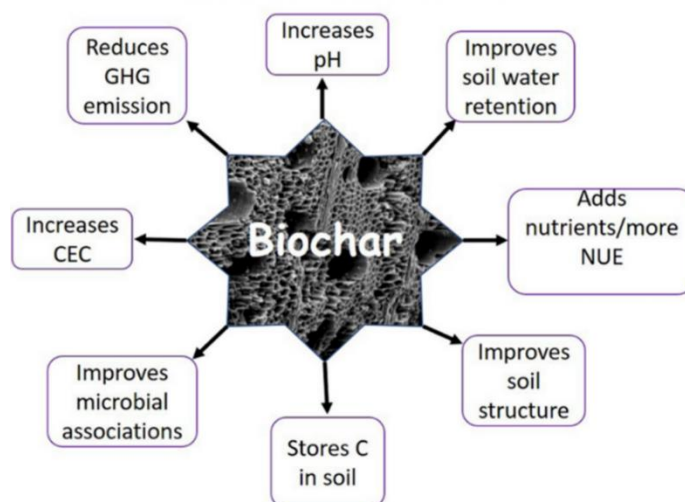 Reduces
GHG
emission
Increases
pH
Improves
soil water
retention
Increases
CEC
Biochar
Adds
nutrients/more
NUE
Improves
microbial
associations
Stores C
in soil
Improves
soil
structure